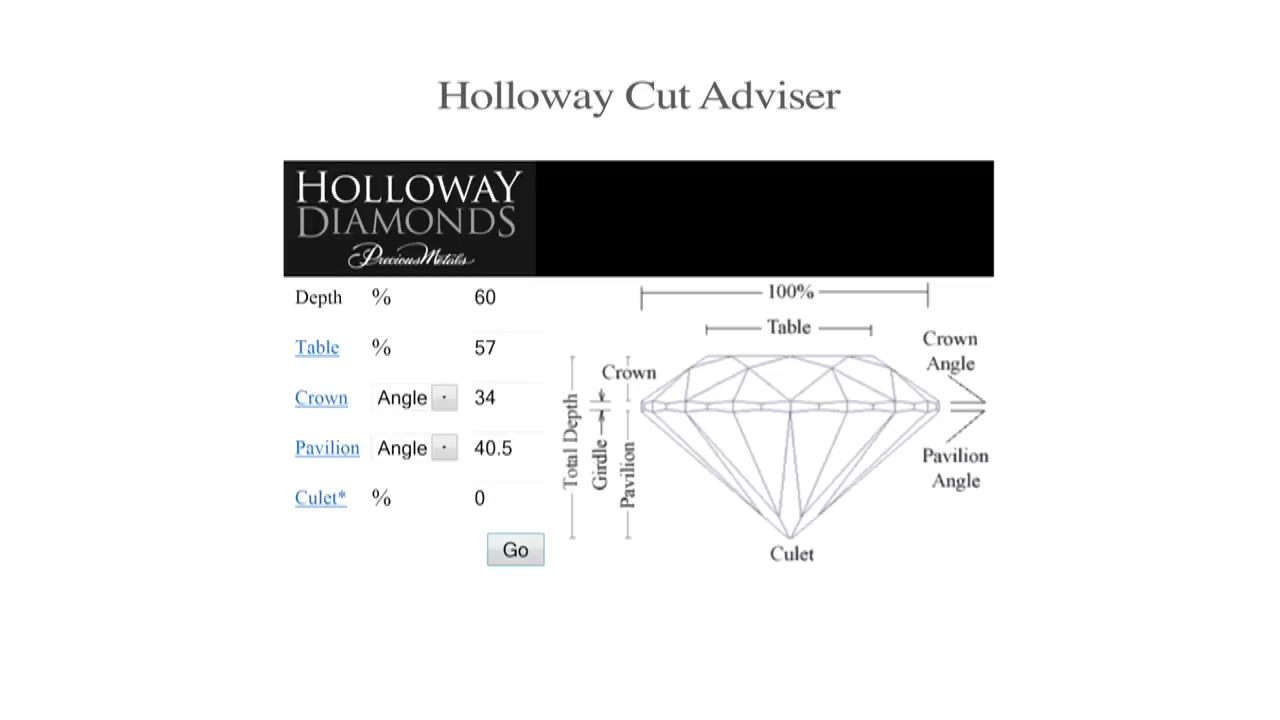 Holloway Cut Adviser
HOLLOWAY
DIAMONDS
Precious Metals
Depth % 60
Table % 57
Crown Angle 34
Pavilion Angle 40.5
Culet* % 0
Go
100%
Table
Crown
Crown
Angle
Total Depth
Girdle
Pavilion
Pavilion
Angle
Culet